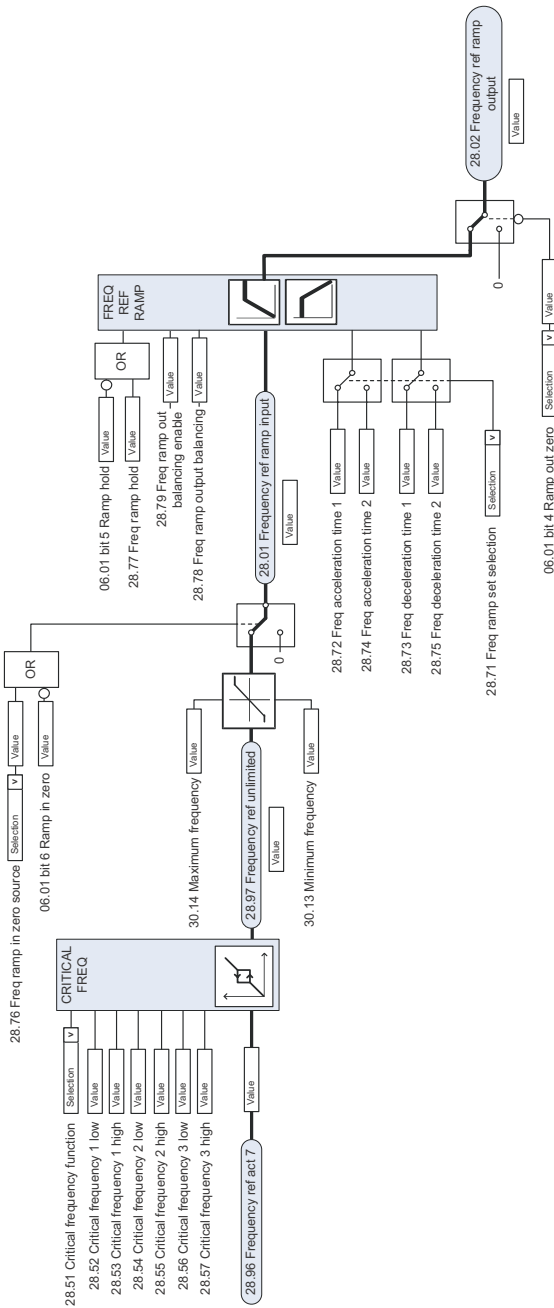 28.76 Freq ramp in zero source Selection v Value
06.01 bit 6 Ramp in zero Value
OR
28.51 Critical frequency function Selection v
28.52 Critical frequency 1 low Value
28.53 Critical frequency 1 high Value
28.54 Critical frequency 2 low Value
28.55 Critical frequency 2 high Value
28.56 Critical frequency 3 low Value
28.57 Critical frequency 3 high Value
CRITICAL
FREQ
28.96 Frequency ref act 7
Value
30.14 Maximum frequency Value
28.97 Frequency ref unlimited
Value
30.13 Minimum frequency Value
0
06.01 bit 5 Ramp hold Value
28.77 Freq ramp hold Value
OR
28.79 Freq ramp out
balancing enable Value
28.78 Freq ramp output balancing Value
FREQ
REF
RAMP
28.01 Frequency ref ramp input
Value
28.72 Freq acceleration time 1 Value
28.74 Freq acceleration time 2 Value
28.73 Freq deceleration time 1 Value
28.75 Freq deceleration time 2 Value
28.71 Freq ramp set selection Selection v
28.02 Frequency ref ramp
output
Value
0
06.01 bit 4 Ramp out zero Selection v Value